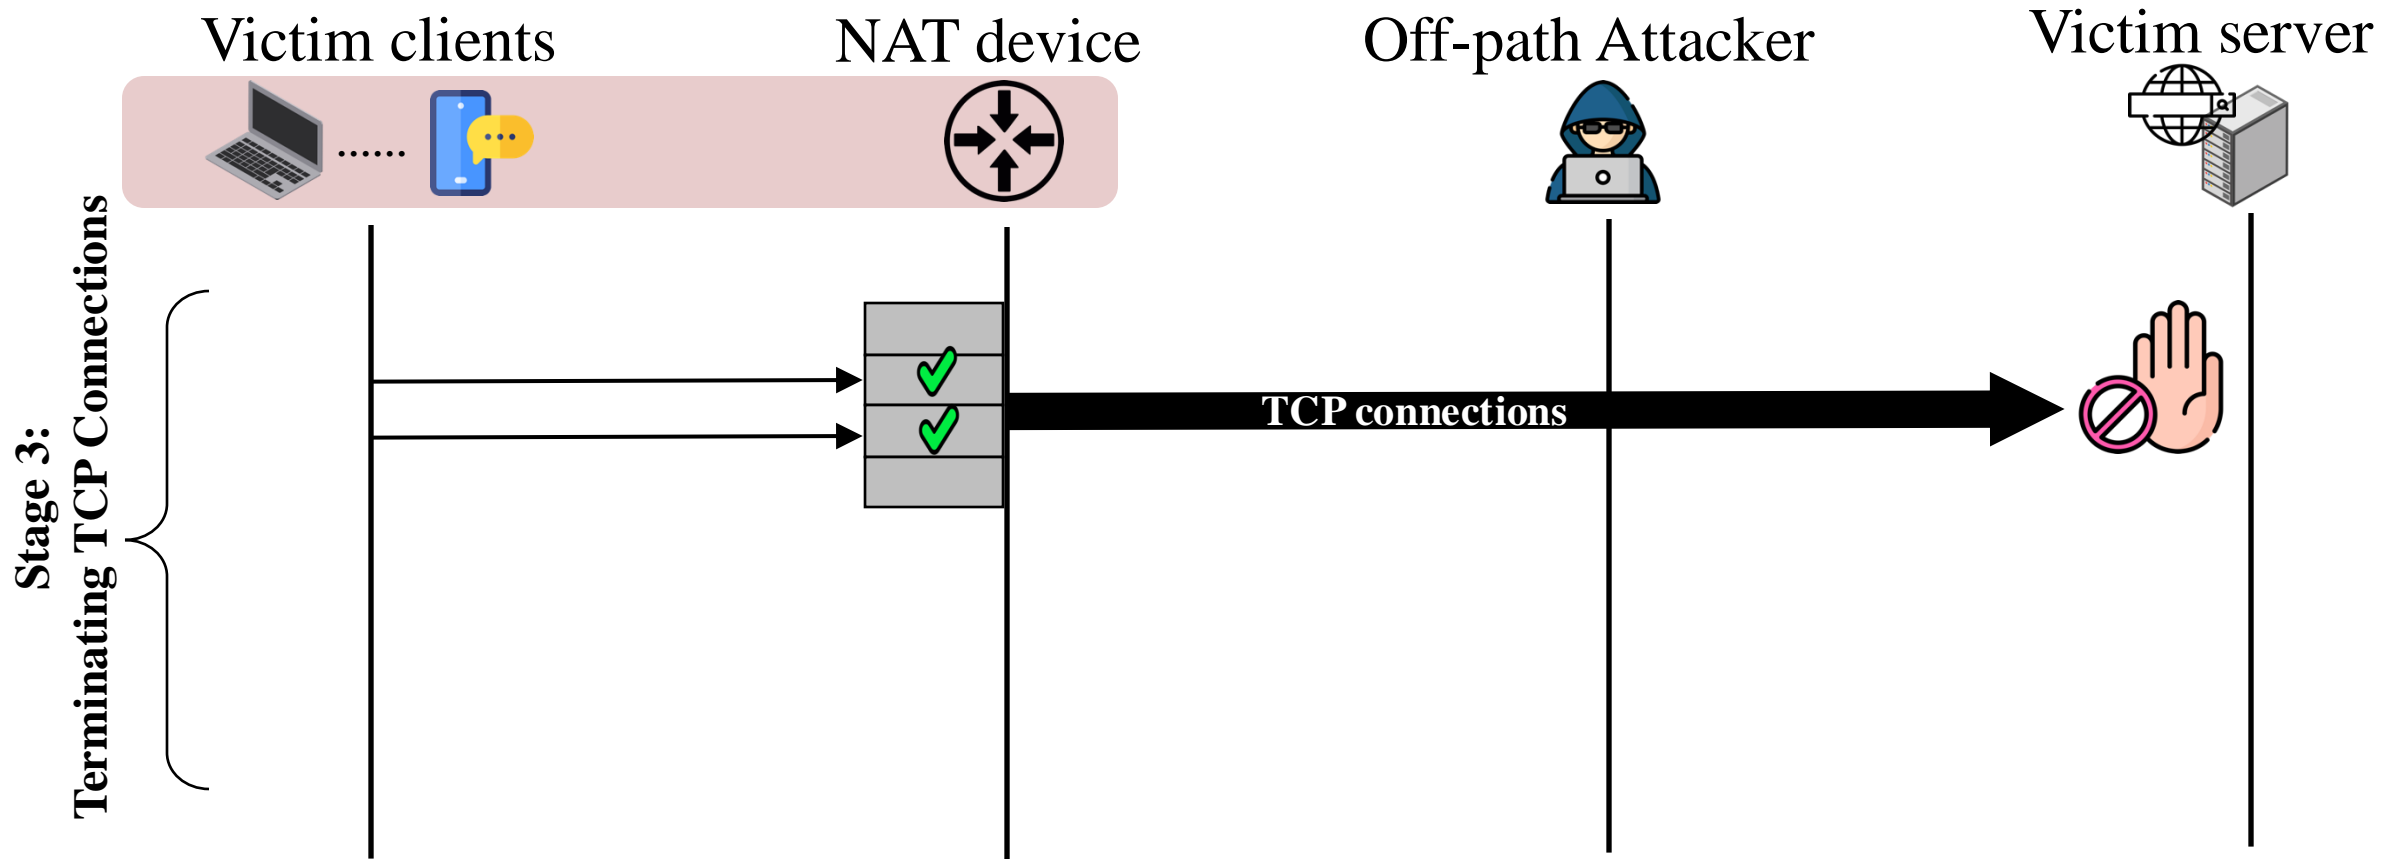 Victim clients
NAT device
Off-path Attacker
Victim server
Stage 3:
Terminating TCP Connections
TCP connections